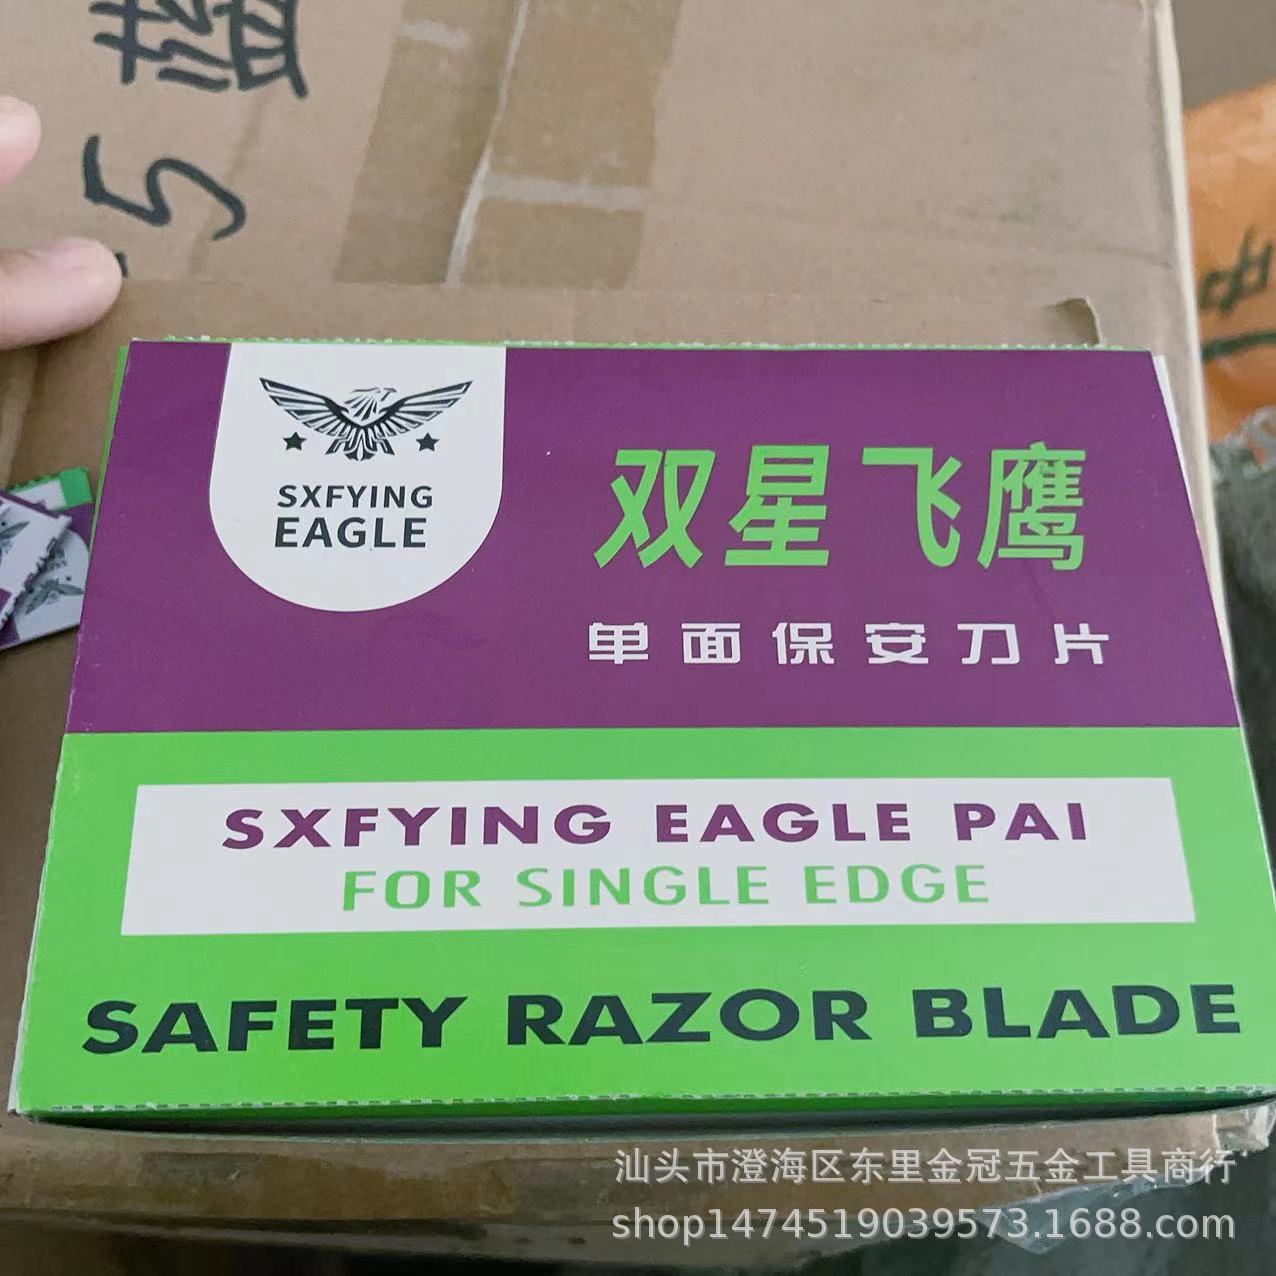 蓝
5
SXFYING
EAGLE
双星飞鹰
单面保安刀片
SXFYING EAGLE PAI
FOR SINGLE EDGE
SAFETY RAZOR BLADE
汕头市澄海区东里金冠五金工具商行
shop1474519039573.1688.com